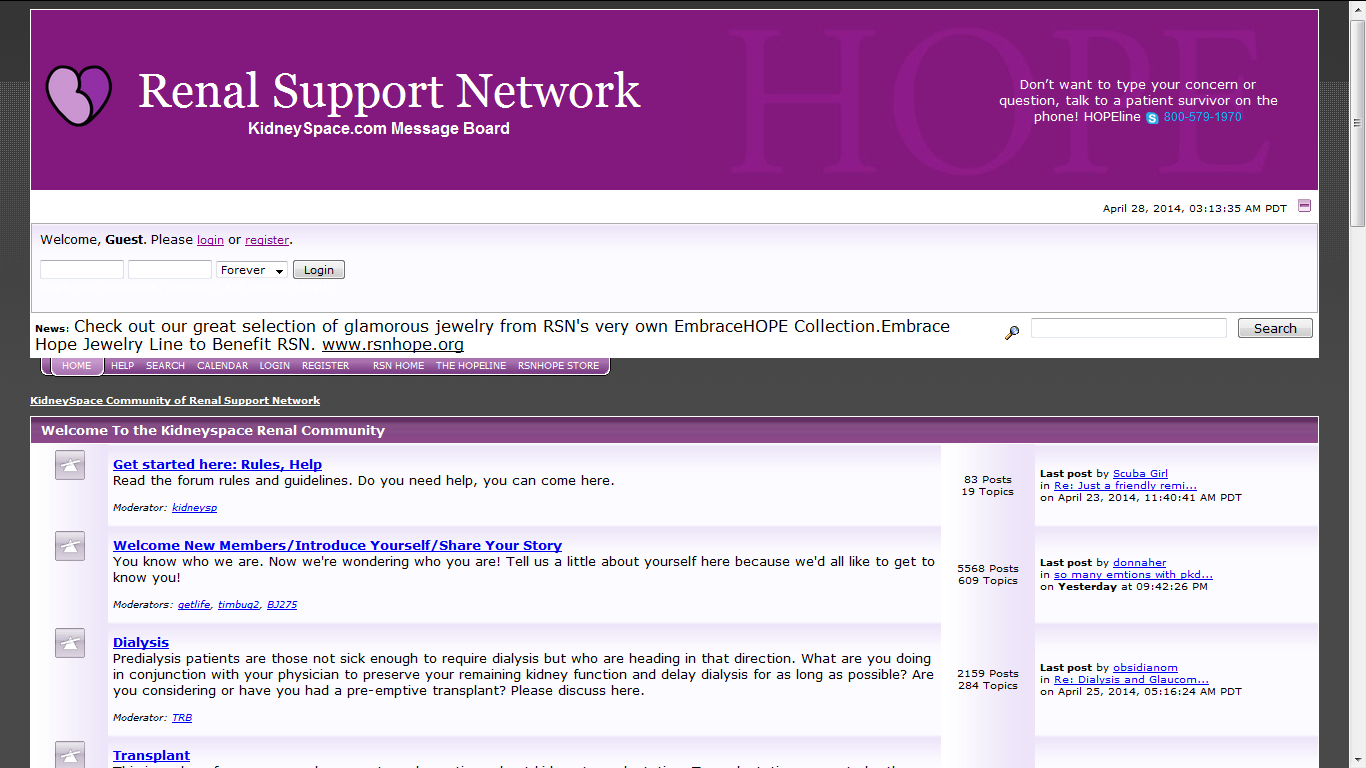 HOPE
Renal Support Network
KidneySpace.com Message Board
Don't want to type your concern or
question, talk to a patient survivor on the
phone! HOPEline 800-579-1970
April 28, 2014, 03:13:35 AM PDT
Welcome, Guest. Please login or register.
Forever Login
News: Check out our great selection of glamorous jewelry from RSN's very own EmbraceHOPE Collection.Embrace
Hope Jewelry Line to Benefit RSN. www.rsnhope.org
Search
HOME HELP SEARCH CALENDAR LOGIN REGISTER RSN HOME THE HOPELINE RSNHOPE STORE
KidneySpace Community of Renal Support Network
Welcome To the Kidneyspace Renal Community
Get started here: Rules, Help
Read the forum rules and guidelines. Do you need help, you can come here.
Moderator: kidneysp
83 Posts
19 Topics
Last post by Scuba Girl
in Re: Just a friendly remi...
on April 23, 2014, 11:40:41 AM PDT
Welcome New Members/Introduce Yourself/Share Your Story
You know who we are. Now we're wondering who you are! Tell us a little about yourself here because we'd all like to get to
know you!
Moderators: getlife, timbug2, BJ275
5568 Posts
609 Topics
Last post by donnaher
in so many emtions with pkd...
on Yesterday at 09:42:26 PM
Dialysis
Predialysis patients are those not sick enough to require dialysis but who are heading in that direction. What are you doing
in conjunction with your physician to preserve your remaining kidney function and delay dialysis for as long as possible? Are
you considering or have you had a pre-emptive transplant? Please discuss here.
Moderator: TRB
2159 Posts
284 Topics
Last post by obsidianom
in Re: Dialysis and Glaucom...
on April 25, 2014, 05:16:24 AM PDT
Transplant